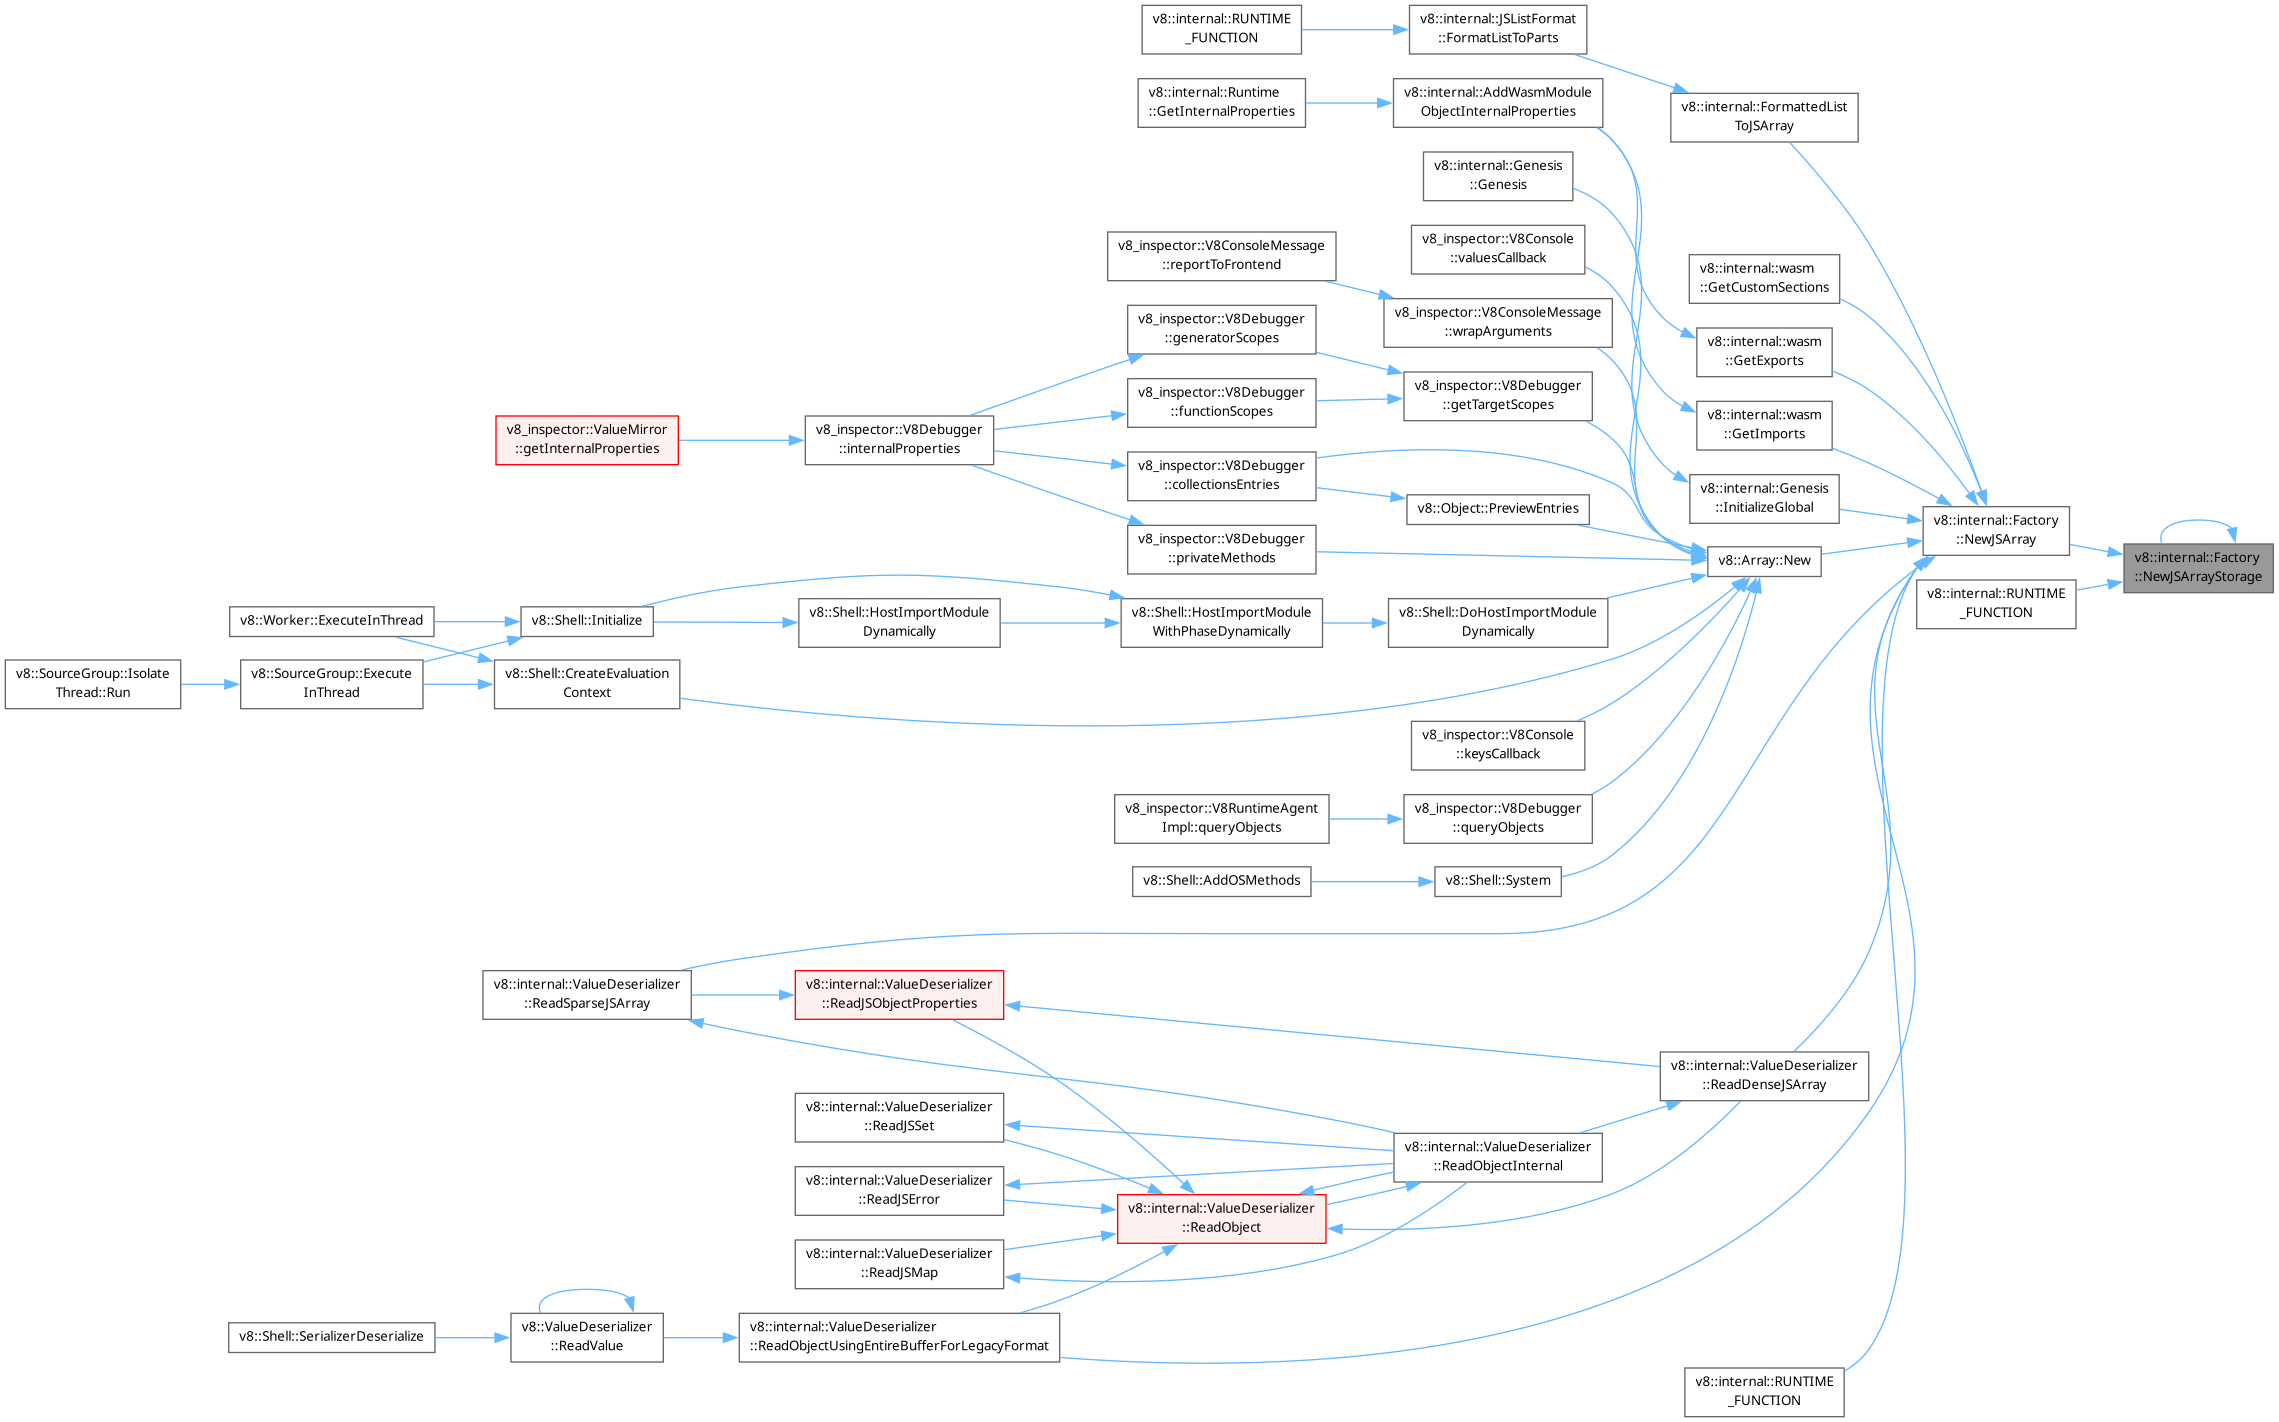 v8::internal::RUNTIME
_FUNCTION
v8::internal::JSListFormat
::FormatListToParts
v8::internal::Runtime
::GetInternalProperties
v8::internal::AddWasmModule
ObjectInternalProperties
v8::internal::FormattedList
ToJSArray
v8::internal::Genesis
::Genesis
v8_inspector::V8Console
::valuesCallback
v8_inspector::V8ConsoleMessage
::reportToFrontend
v8::internal::wasm
::GetCustomSections
v8_inspector::V8Debugger
::generatorScopes
v8_inspector::V8ConsoleMessage
::wrapArguments
v8::internal::wasm
::GetExports
v8_inspector::V8Debugger
::functionScopes
v8_inspector::V8Debugger
::getTargetScopes
v8::internal::wasm
::GetImports
v8_inspector::ValueMirror
::getInternalProperties
v8_inspector::V8Debugger
::internalProperties
v8_inspector::V8Debugger
::collectionsEntries
v8::Object::PreviewEntries
v8::internal::Genesis
::InitializeGlobal
v8::internal::Factory
::NewJSArray
v8_inspector::V8Debugger
::privateMethods
v8::Array::New
v8::internal::Factory
::NewJSArrayStorage
v8::internal::RUNTIME
_FUNCTION
v8::Worker::ExecuteInThread
v8::Shell::Initialize
v8::Shell::HostImportModule
Dynamically
v8::Shell::HostImportModule
WithPhaseDynamically
v8::Shell::DoHostImportModule
Dynamically
v8::SourceGroup::Isolate
Thread::Run
v8::SourceGroup::Execute
InThread
v8::Shell::CreateEvaluation
Context
v8_inspector::V8Console
::keysCallback
v8_inspector::V8RuntimeAgent
Impl::queryObjects
v8_inspector::V8Debugger
::queryObjects
v8::Shell::AddOSMethods
v8::Shell::System
v8::internal::ValueDeserializer
::ReadSparseJSArray
v8::internal::ValueDeserializer
::ReadJSObjectProperties
v8::internal::ValueDeserializer
::ReadDenseJSArray
v8::internal::ValueDeserializer
::ReadJSSet
v8::internal::ValueDeserializer
::ReadObjectInternal
v8::internal::ValueDeserializer
::ReadJSError
v8::internal::ValueDeserializer
::ReadObject
v8::internal::ValueDeserializer
::ReadJSMap
v8::Shell::SerializerDeserialize
v8::ValueDeserializer
::ReadValue
v8::internal::ValueDeserializer
::ReadObjectUsingEntireBufferForLegacyFormat
v8::internal::RUNTIME
_FUNCTION